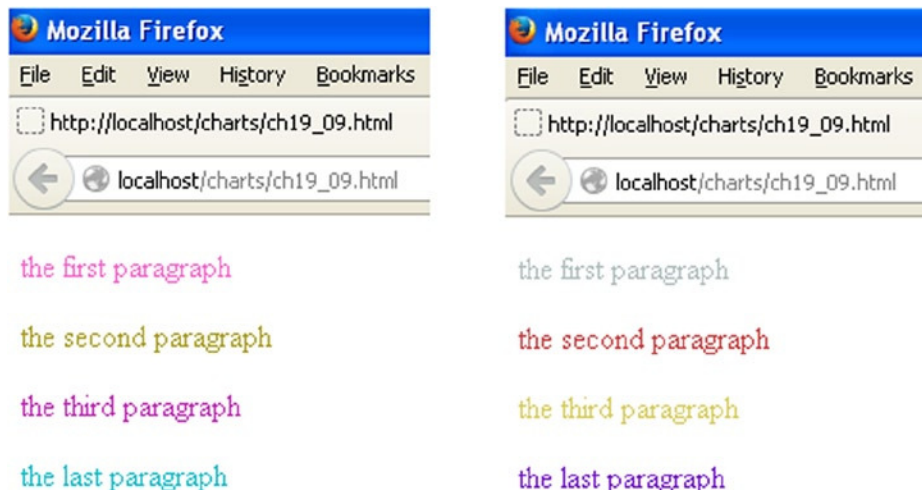 Mozilla Firefox
File Edit View History Bookmarks
http://localhost/charts/ch19_09.html
localhost/charts/ch19_09.html
the first paragraph
the second paragraph
the third paragraph
the last paragraph
Mozilla Firefox
File Edit View History Bookmarks
http://localhost/charts/ch19_09.html
localhost/charts/ch19_09.html
the first paragraph
the second paragraph
the third paragraph
the last paragraph